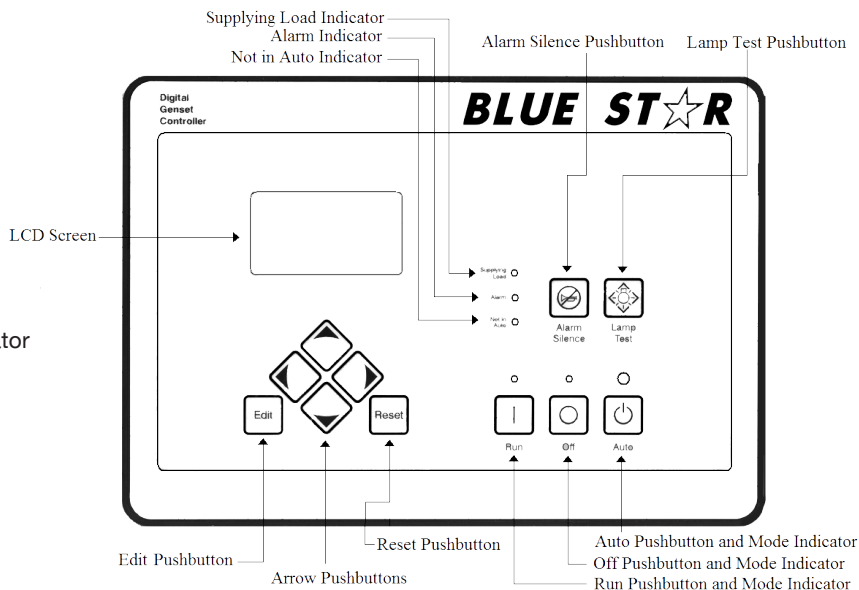 Supplying Load Indicator
Alarm Indicator
Not in Auto Indicator
Alarm Silence Pushbutton
Lamp Test Pushbutton
Digital
Genset
Controller
BLUE ST☆R
LCD Screen
Supplying
Load
Alarm
Not in
Auto
Alarm
Silence
Lamp
Test
tor
Edit
Reset
Run
Off
Auto
Edit Pushbutton
Arrow Pushbuttons
Reset Pushbutton
Auto Pushbutton and Mode Indicator
Off Pushbutton and Mode Indicator
Run Pushbutton and Mode Indicator